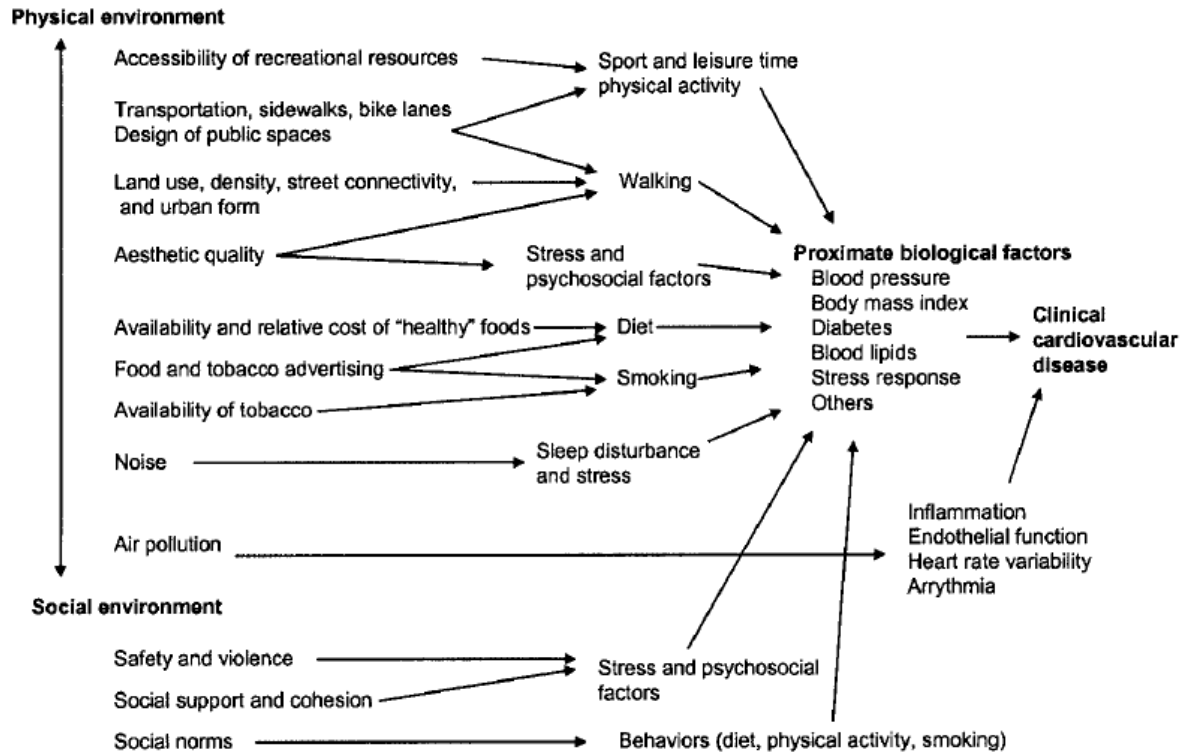 Physical environment
Accessibility of recreational resources
Sport and leisure time
physical activity
Transportation, sidewalks, bike lanes
Design of public spaces
Land use, density, street connectivity,
and urban form
Walking
Aesthetic quality
Stress and
psychosocial factors
Proximate biological factors
Blood pressure
Body mass index
Diabetes
Blood lipids
Stress response
Others
Clinical
cardiovascular
disease
Availability and relative cost of “healthy” foods
Diet
Food and tobacco advertising
Smoking
Availability of tobacco
Noise
Sleep disturbance
and stress
Air pollution
Inflammation
Endothelial function
Heart rate variability
Arrythmia
Social environment
Safety and violence
Social support and cohesion
Stress and psychosocial
factors
Social norms
Behaviors (diet, physical activity, smoking)